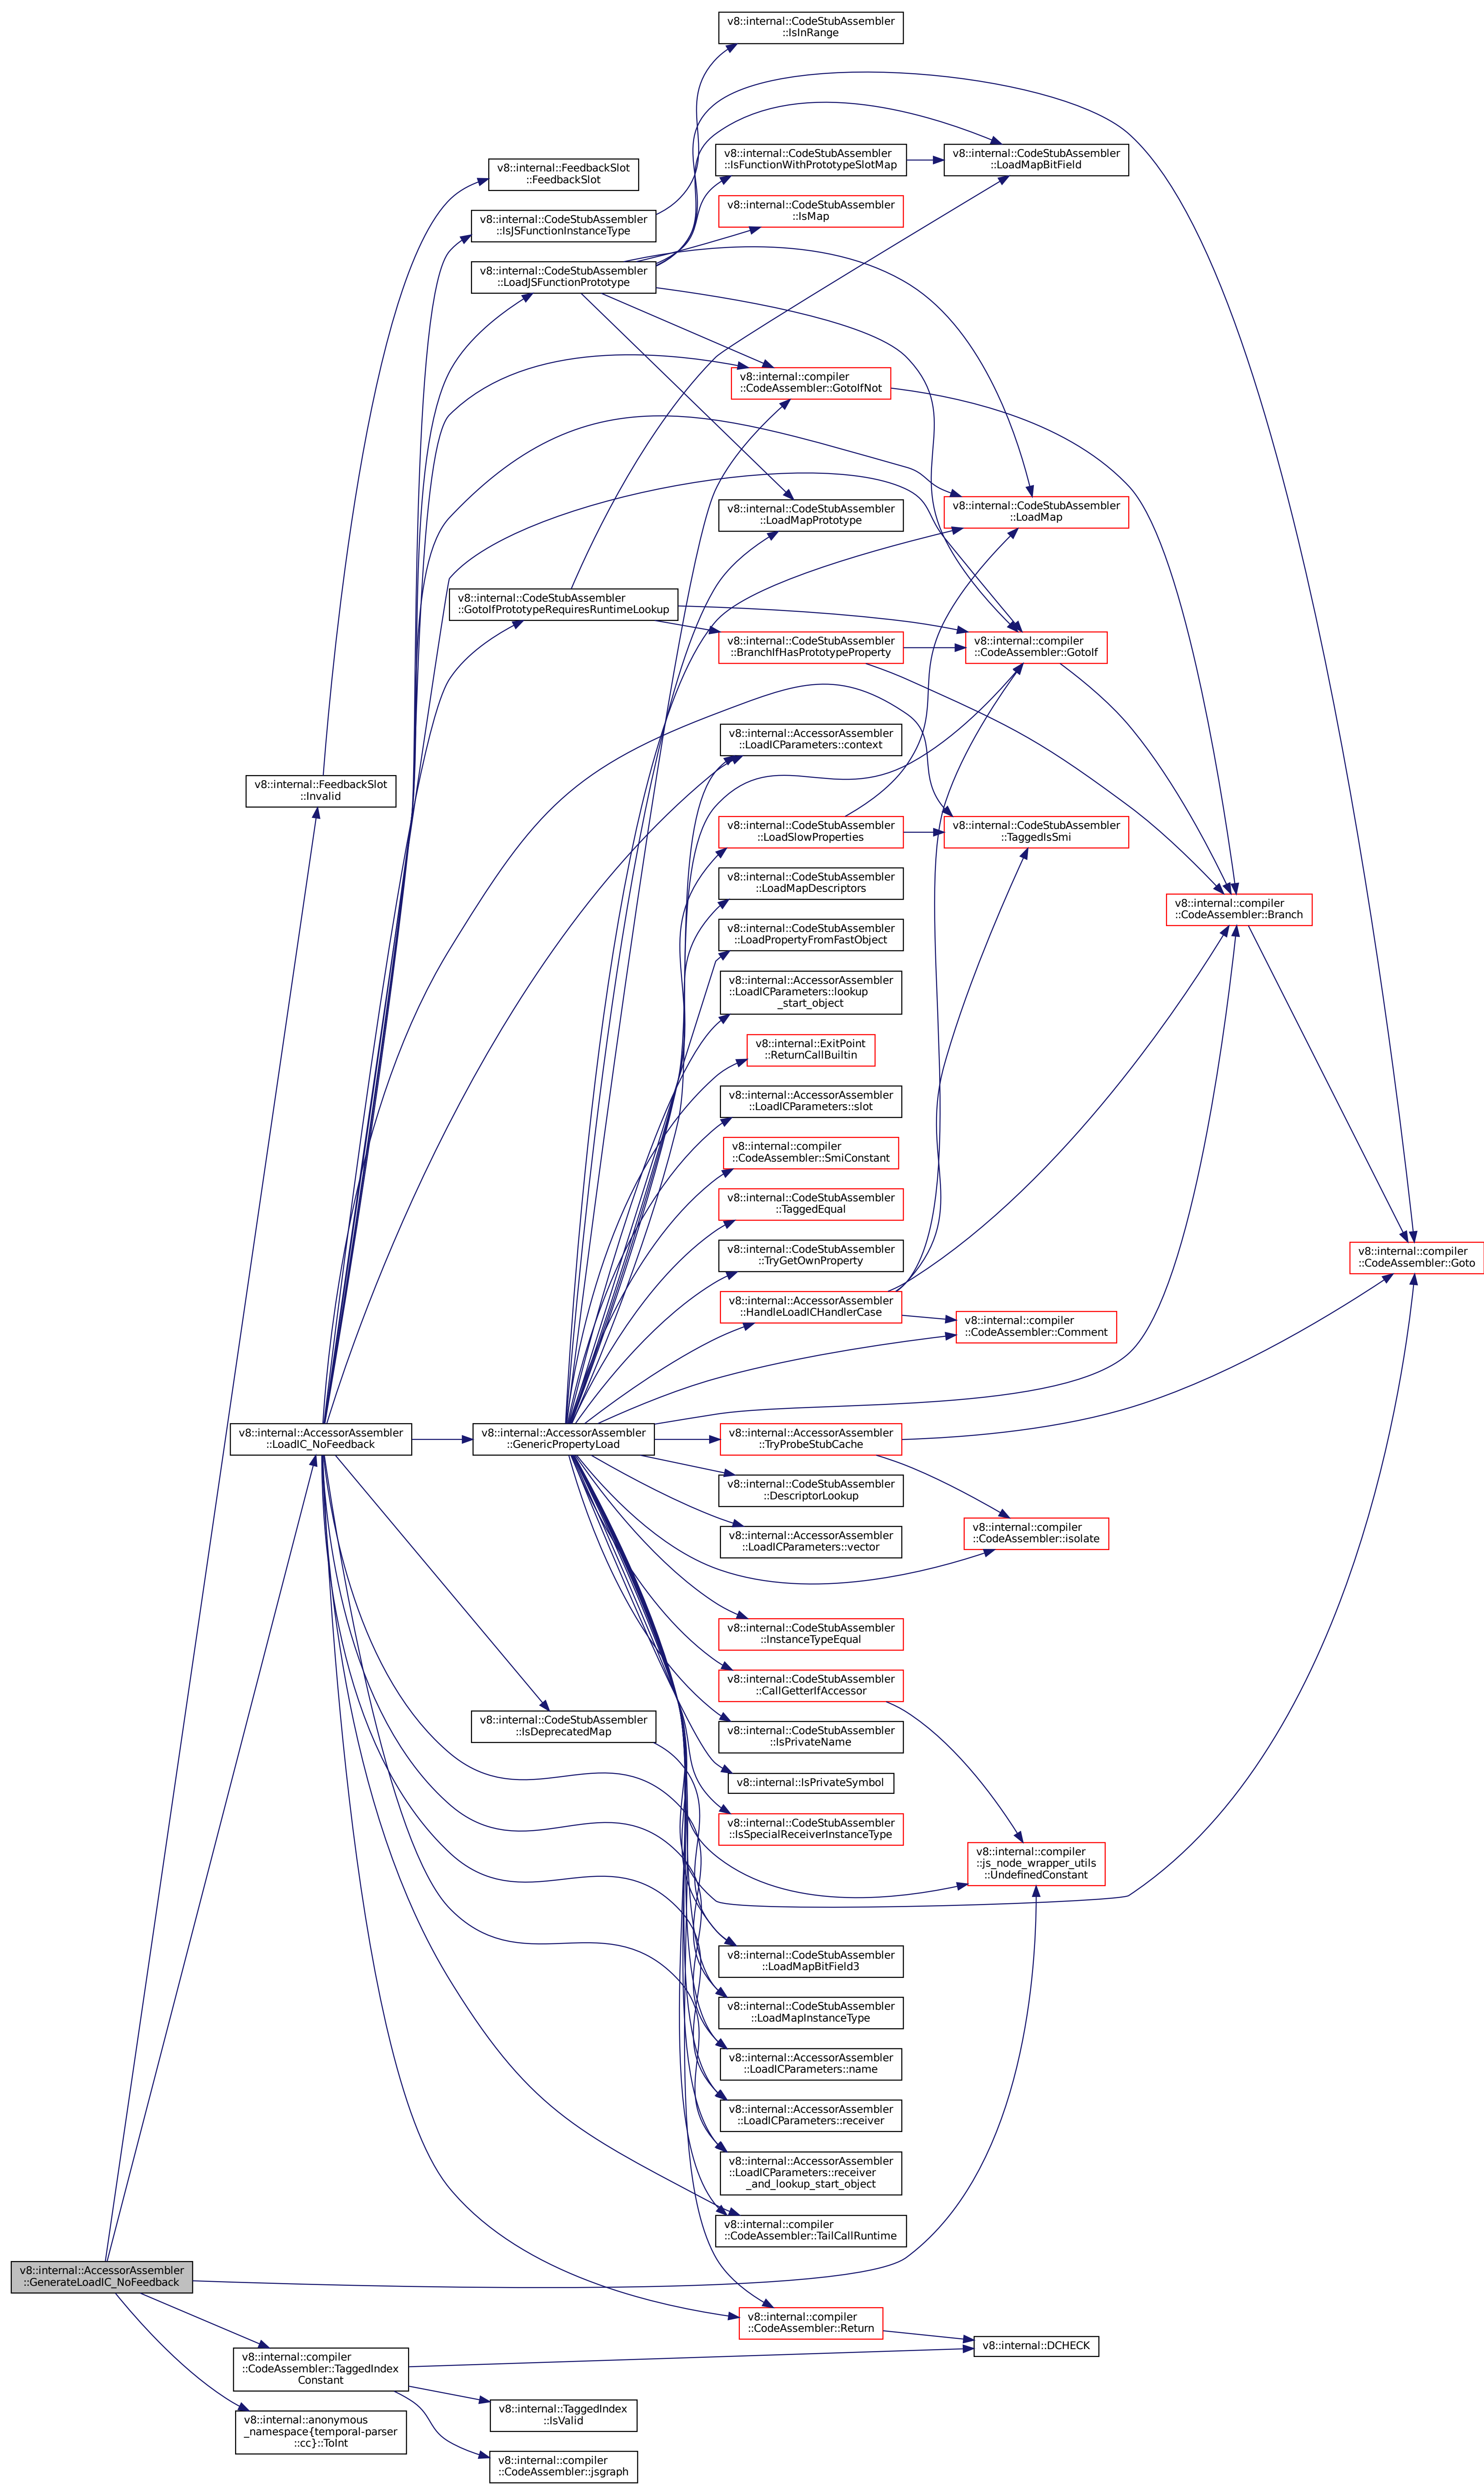 v8::internal::CodeStubAssembler
::IsInRange
v8::internal::CodeStubAssembler
::IsFunctionWithPrototypeSlotMap
v8::internal::CodeStubAssembler
::LoadMapBitField
v8::internal::FeedbackSlot
::FeedbackSlot
v8::internal::CodeStubAssembler
::IsMap
v8::internal::CodeStubAssembler
::IsJSFunctionInstanceType
v8::internal::CodeStubAssembler
::LoadJSFunctionPrototype
v8::internal::compiler
::CodeAssembler::GotoIfNot
v8::internal::CodeStubAssembler
::LoadMapPrototype
v8::internal::CodeStubAssembler
::LoadMap
v8::internal::CodeStubAssembler
::GotoIfPrototypeRequiresRuntimeLookup
v8::internal::CodeStubAssembler
::BranchIfHasPrototypeProperty
v8::internal::compiler
::CodeAssembler::GotoIf
v8::internal::AccessorAssembler
::LoadICParameters::context
v8::internal::FeedbackSlot
::Invalid
v8::internal::CodeStubAssembler
::LoadSlowProperties
v8::internal::CodeStubAssembler
::TaggedIsSmi
v8::internal::CodeStubAssembler
::LoadMapDescriptors
v8::internal::compiler
::CodeAssembler::Branch
v8::internal::CodeStubAssembler
::LoadPropertyFromFastObject
v8::internal::AccessorAssembler
::LoadICParameters::lookup
_start_object
v8::internal::ExitPoint
::ReturnCallBuiltin
v8::internal::AccessorAssembler
::LoadICParameters::slot
v8::internal::compiler
::CodeAssembler::SmiConstant
v8::internal::CodeStubAssembler
::TaggedEqual
v8::internal::CodeStubAssembler
::TryGetOwnProperty
v8::internal::compiler
::CodeAssembler::Goto
v8::internal::AccessorAssembler
::HandleLoadICHandlerCase
v8::internal::compiler
::CodeAssembler::Comment
v8::internal::AccessorAssembler
::LoadIC_NoFeedback
v8::internal::AccessorAssembler
::GenericPropertyLoad
v8::internal::AccessorAssembler
::TryProbeStubCache
v8::internal::CodeStubAssembler
::DescriptorLookup
v8::internal::AccessorAssembler
::LoadICParameters::vector
v8::internal::compiler
::CodeAssembler::isolate
v8::internal::CodeStubAssembler
::InstanceTypeEqual
v8::internal::CodeStubAssembler
::CallGetterIfAccessor
v8::internal::CodeStubAssembler
::IsDeprecatedMap
v8::internal::CodeStubAssembler
::IsPrivateName
v8::internal::IsPrivateSymbol
v8::internal::CodeStubAssembler
::IsSpecialReceiverInstanceType
v8::internal::compiler
::js_node_wrapper_utils
::UndefinedConstant
v8::internal::CodeStubAssembler
::LoadMapBitField3
v8::internal::CodeStubAssembler
::LoadMapInstanceType
v8::internal::AccessorAssembler
::LoadICParameters::name
v8::internal::AccessorAssembler
::LoadICParameters::receiver
v8::internal::AccessorAssembler
::LoadICParameters::receiver
_and_lookup_start_object
v8::internal::compiler
::CodeAssembler::TailCallRuntime
v8::internal::AccessorAssembler
::GenerateLoadIC_NoFeedback
v8::internal::compiler
::CodeAssembler::Return
v8::internal::DCHECK
v8::internal::compiler
::CodeAssembler::TaggedIndex
Constant
v8::internal::TaggedIndex
::IsValid
v8::internal::anonymous
_namespace{temporal-parser
::cc}::ToInt
v8::internal::compiler
::CodeAssembler::jsgraph